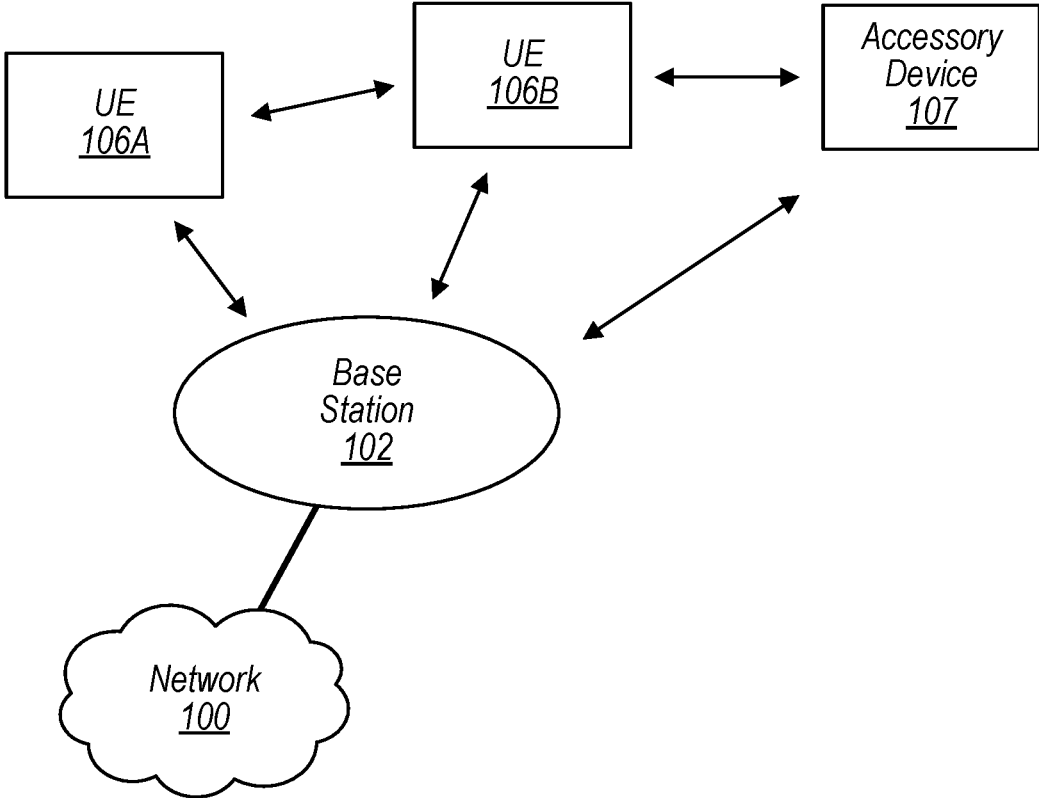 UE
106A
UE
106B
Accessory
Device
107
Base
Station
102
Network
100